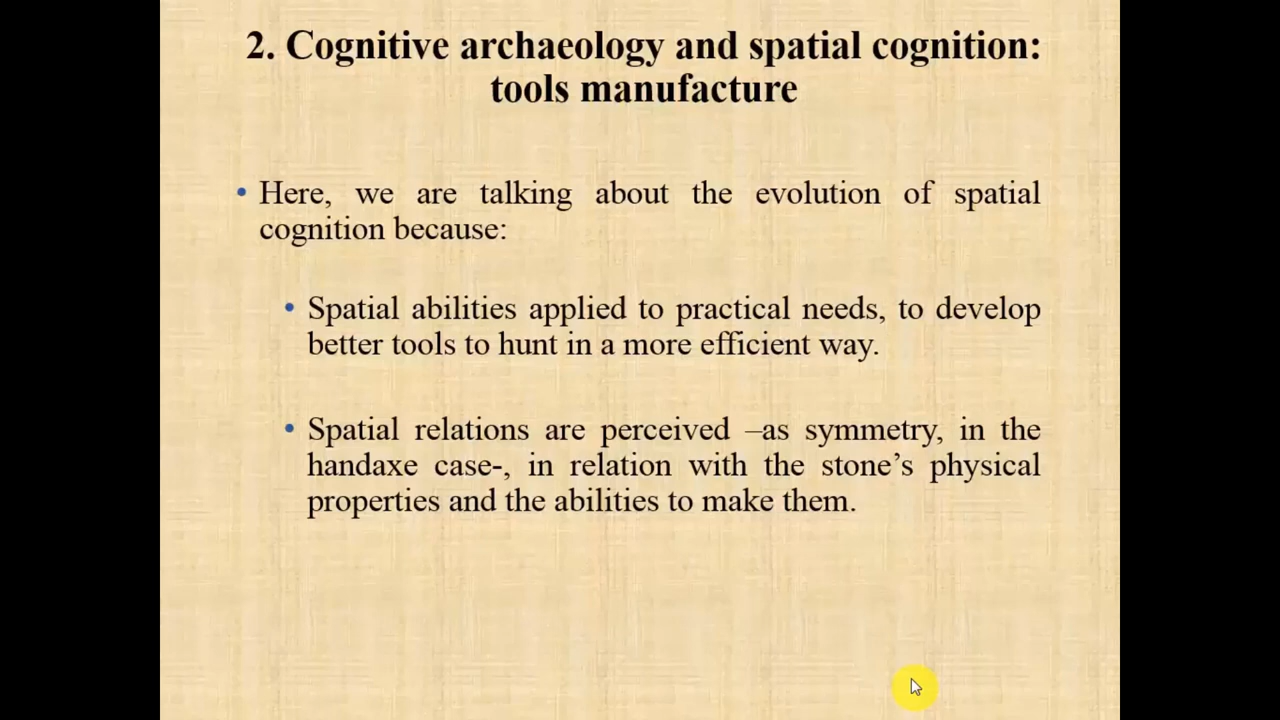 2. Cognitive archaeology and spatial cognition:
tools manufacture
• Here, we are talking about the evolution of spatial
cognition because:
• Spatial abilities applied to practical needs, to develop
better tools to hunt in a more efficient way.
• Spatial relations are perceived –as symmetry, in the
handaxe case-, in relation with the stone’s physical
properties and the abilities to make them.